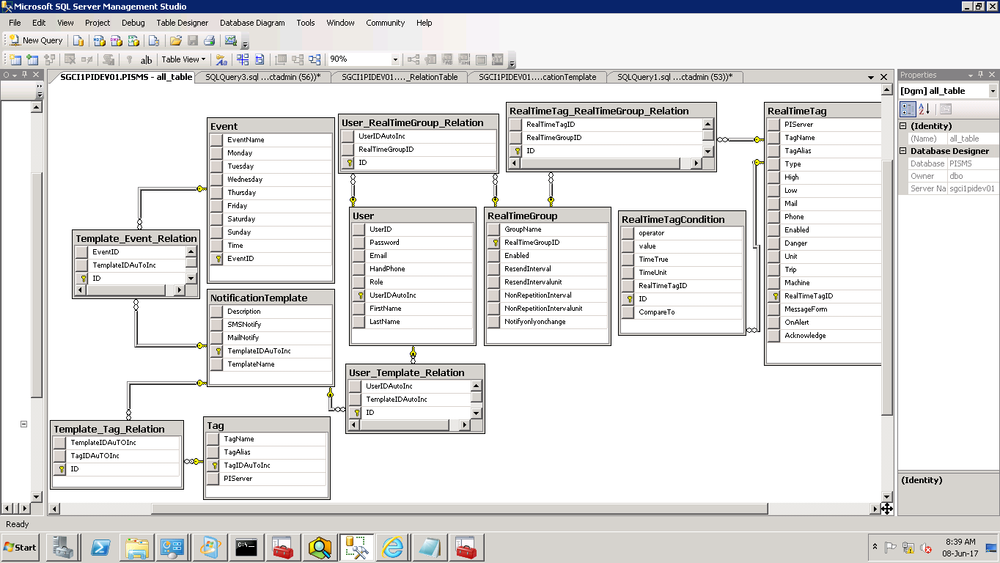 Microsoft SQL Server Management Studio
File Edit View Project Debug Table Designer Database Diagram Tools Window Community Help
New Query
ab Table View 90%
SGCI1PIDEV01.PISMS - all_table SQLQuery3.sql ...ctadmin (56))* SGCI1PIDEV01...._RelationTable SGCI1PIDEV01....cationTemplate SQLQuery1.sql ...ctadmin (53))*
Event
EventName
Monday
Tuesday
Wednesday
Thursday
Friday
Saturday
Sunday
Time
EventID
User_RealTimeGroup_Relation
UserIDAutoInc
RealTimeGroupID
ID
RealTimeTag_RealTimeGroup_Relation
RealTimeTagID
RealTimeGroupID
ID
RealTimeTag
PIServer
TagName
TagAlias
Type
High
Low
Mail
Phone
Enabled
Danger
Unit
Trip
Machine
RealTimeTagID
MessageForm
OnAlert
Acknowledge
Template_Event_Relation
EventID
TemplateIDAuToInc
ID
User
UserID
Password
Email
HandPhone
Role
UserIDAutoInc
FirstName
LastName
RealTimeGroup
GroupName
RealTimeGroupID
Enabled
ResendInterval
ResendIntervalunit
NonRepetitionInterval
NonRepetitionIntervalunit
Notifyonlyonchange
RealTimeTagCondition
operator
value
TimeTrue
TimeUnit
RealTimeTagID
ID
CompareTo
NotificationTemplate
Description
SMSNotify
MailNotify
TemplateIDAuToInc
TemplateName
User_Template_Relation
UserIDAutoInc
TemplateIDAutoInc
ID
Template_Tag_Relation
TemplateIDAuTOInc
TagIDAuTOInc
ID
Tag
TagName
TagAlias
TagIDAuToInc
PIServer
Properties
[Dgm] all_table
(Identity)
(Name) all_table
Database Designer
Database PISMS
Owner dbo
Server Na sgci1pidev01
(Identity)
Ready
Start
8:39 AM
08-Jun-17